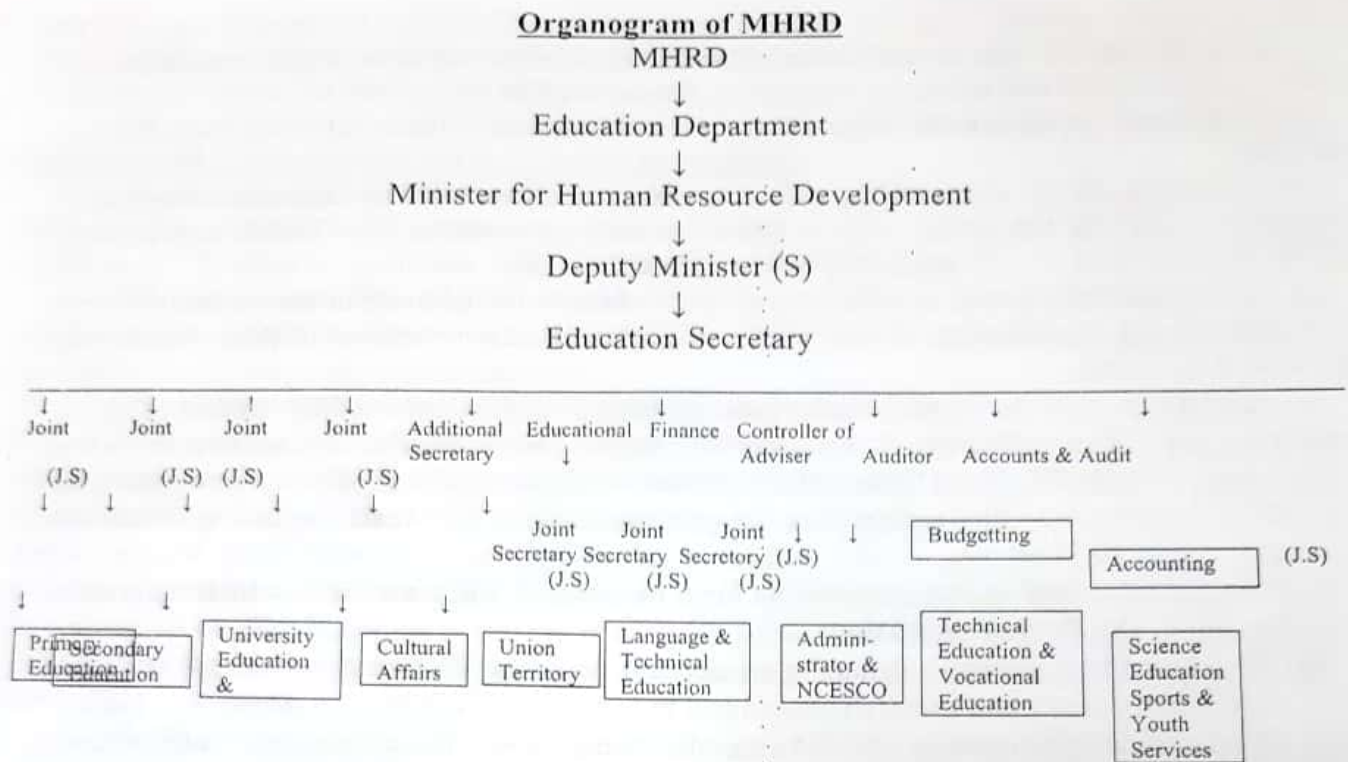 Organogram of MHRD
MHRD
↓
Education Department
↓
Minister for Human Resource Development
↓
Deputy Minister (S)
↓
Education Secretary
↓ ↓ ↓ ↓ ↓ ↓ ↓ ↓ ↓
Joint Joint Joint Joint Additional Educational Finance Controller of
Secretary ↓ Adviser Auditor Accounts & Audit
(J.S) (J.S) (J.S) (J.S)
↓ ↓ ↓ ↓ ↓ ↓
Joint Joint Joint ↓ ↓ Budgetting
Secretary Secretary Secretory (J.S) Accounting (J.S)
(J.S) (J.S) (J.S)
↓ ↓ ↓ ↓
Primary
Education
Secondary
Education
University
Education
&
Cultural
Affairs
Union
Territory
Language &
Technical
Education
Admini-
strator &
NCESCO
Technical
Education &
Vocational
Education
Science
Education
Sports &
Youth
Services